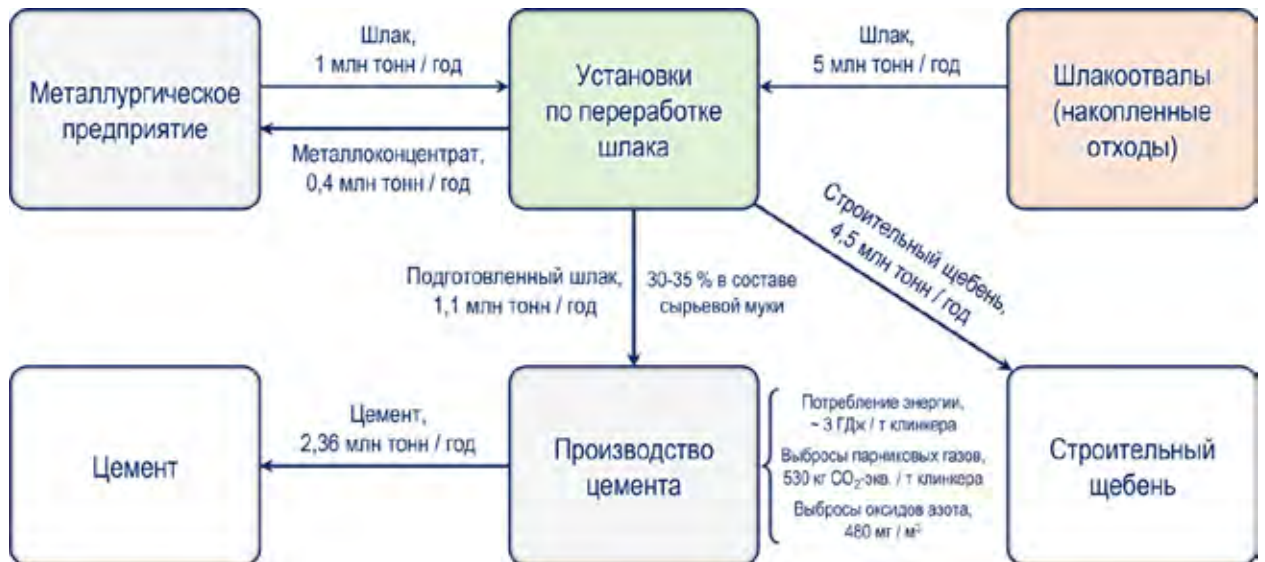 Металлургическое
предприятие
Шлак,
1 млн тонн / год
Металлоконцентрат,
0,4 млн тонн / год
Установки
по переработке
шлака
Шлак,
5 млн тонн / год
Шлакоотвалы
(накопленные
отходы)
Подготовленный шлак,
1,1 млн тонн / год
30-35 % в составе
сырьевой муки
Строительный щебень,
4,5 млн тонн / год
Цемент
Цемент,
2,36 млн тонн / год
Производство
цемента
Потребление энергии,
~ 3 ГДж / т клинкера
Выбросы парниковых газов,
530 кг CO₂-экв. / т клинкера
Выбросы оксидов азота,
480 мг / м³
Строительный
щебень